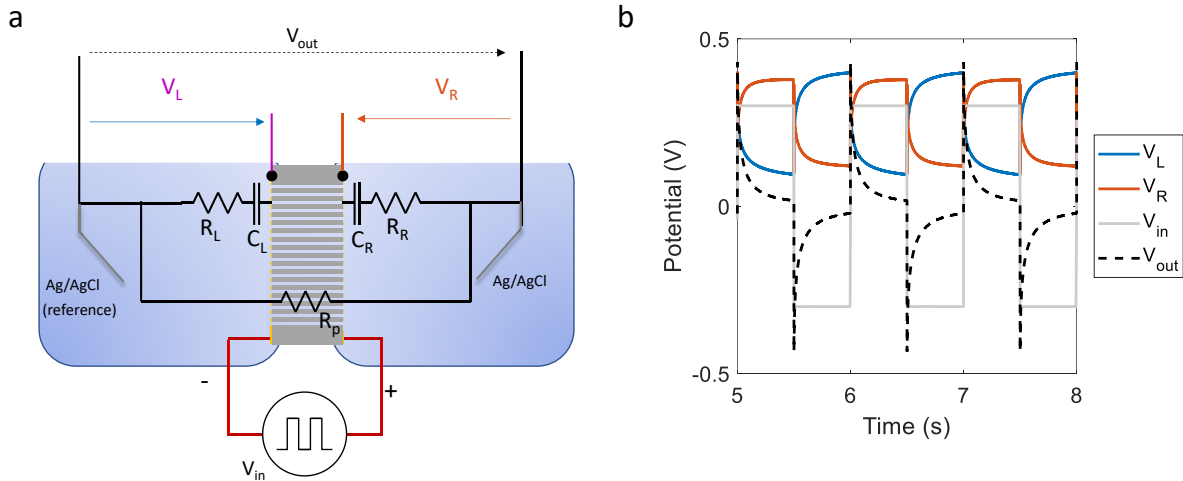 a
V_out
V_L
V_R
R_L
C_L
C_R
R_R
Ag/AgCl
(reference)
Ag/AgCl
R_p
-
+
V_in
b
0.5
0
-0.5
Potential (V)
5
6
7
8
Time (s)
V_L
V_R
V_in
V_out